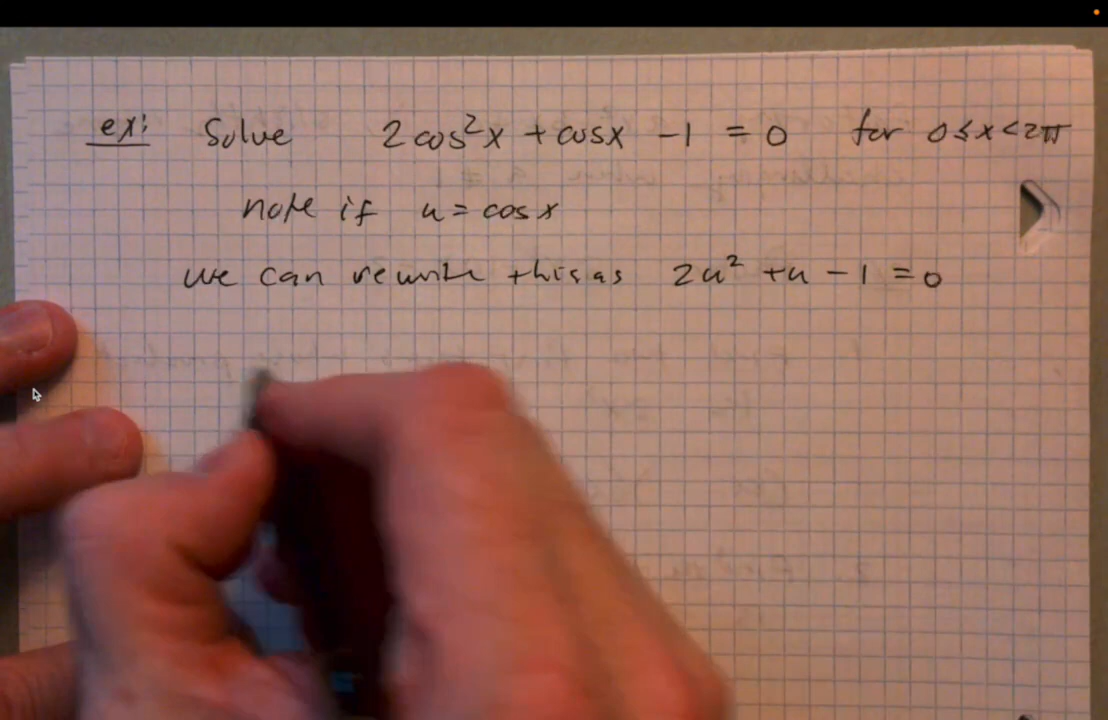 ex: Solve 2cos²x + cosx - 1 = 0 for 0≤x<2π
note if u = cosx
we can rewrite this as 2u² + u - 1 = 0